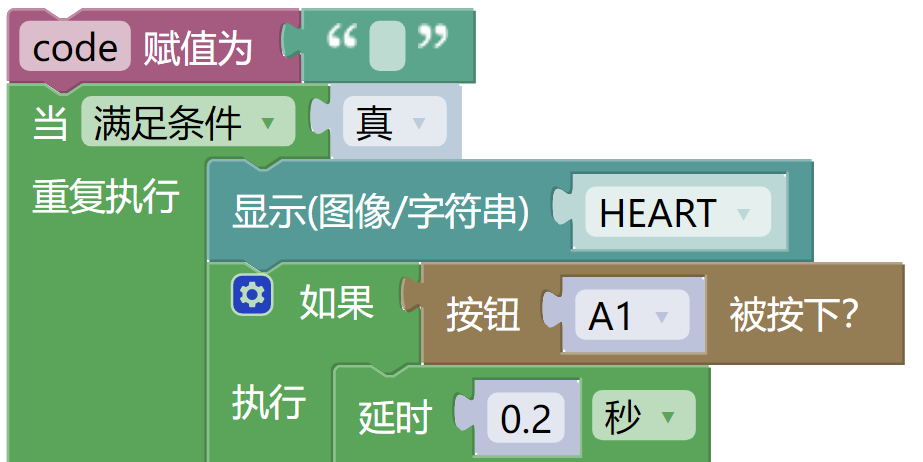 code 赋值为 “ ”
当 满足条件 真
重复执行 显示(图像/字符串) HEART
如果 按钮 A1 被按下？
执行 延时 0.2 秒